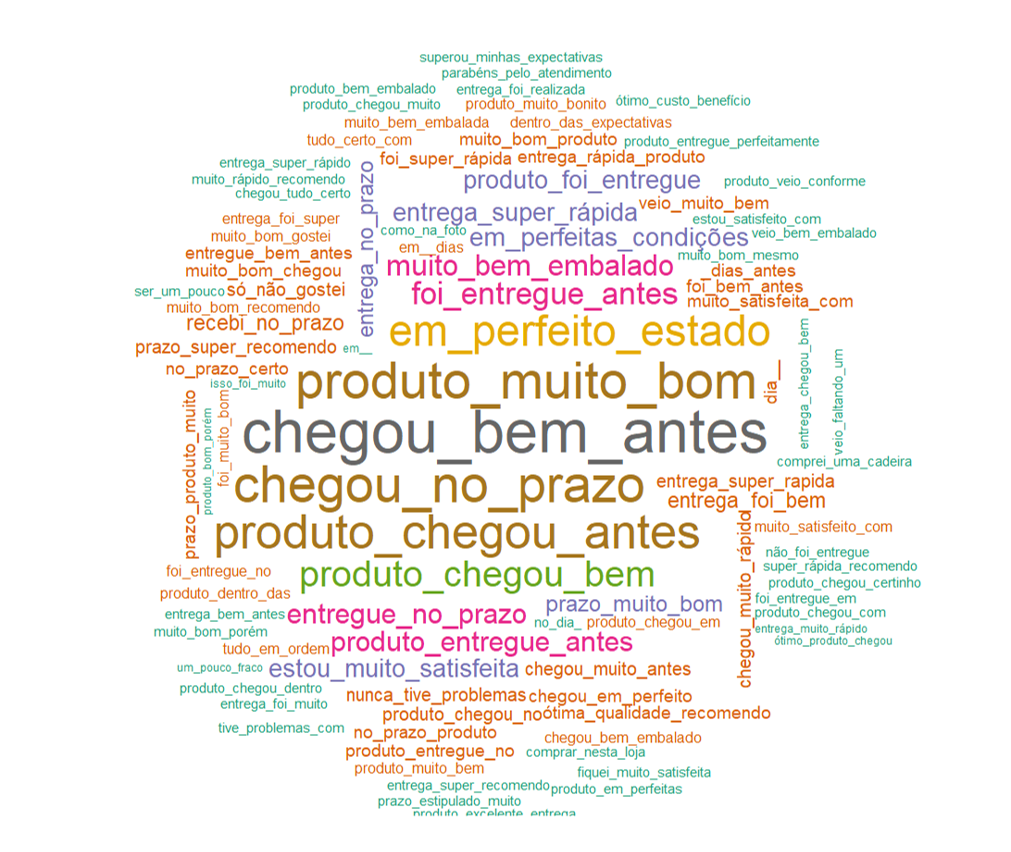 superou_minhas_expectativas
parabéns_pelo_atendimento
produto_bem_embalado
entrega_foi_realizada
produto_chegou_muito
produto_muito_bonito
ótimo_custo_benefício
muito_bem_embalada
dentro_das_expectativas
tudo_certo_com
muito_bom_produto
produto_entregue_perfeitamente
entrega_super_rápido
foi_super_rápida
entrega_rápida_produto
muito_rápido_recomendo
entrega_no_prazo
produto_foi_entregue
produto_veio_conforme
chegou_tudo_certo
entrega_foi_super
entrega_super_rápida
veio_muito_bem
estou_satisfeito_com
muito_bom_gostei
como_na_foto
em_perfeitas_condições
veio_bem_embalado
entregue_bem_antes
em__dias
muito_bom_mesmo
muito_bom_chegou
muito_bem_embalado
_dias_antes
ser_um_pouco
só_não_gostei
foi_entregue_antes
foi_bem_antes
muito_bom_recomendo
muito_satisfeita_com
recebi_no_prazo
em_perfeito_estado
prazo_super_recomendo
em__
entrega_chegou_bem
veio_faltando_um
no_prazo_certo
isso_foi_muito
produto_muito_bom
dia__
prazo_produto_muito
produto_bom_porém
foi_muito_bom
chegou_bem_antes
comprei_uma_cadeira
chegou_no_prazo
entrega_super_rapida
entrega_foi_bem
produto_chegou_antes
chegou_muito_rápido
muito_satisfeito_com
não_foi_entregue
foi_entregue_no
produto_chegou_bem
super_rápida_recomendo
produto_chegou_certinho
produto_dentro_das
prazo_muito_bom
foi_entregue_em
entrega_bem_antes
entregue_no_prazo
no_dia_
produto_chegou_em
produto_chegou_com
muito_bom_porém
entrega_muito_rápido
tudo_em_ordem
produto_entregue_antes
ótimo_produto_chegou
um_pouco_fraco
estou_muito_satisfeita
chegou_muito_antes
produto_chegou_dentro
nunca_tive_problemas
chegou_em_perfeito
entrega_foi_muito
produto_chegou_no
ótima_qualidade_recomendo
tive_problemas_com
no_prazo_produto
chegou_bem_embalado
produto_entregue_no
comprar_nesta_loja
produto_muito_bem
fiquei_muito_satisfeita
entrega_super_recomendo
produto_em_perfeitas
prazo_estipulado_muito
produto_excelente_entrega